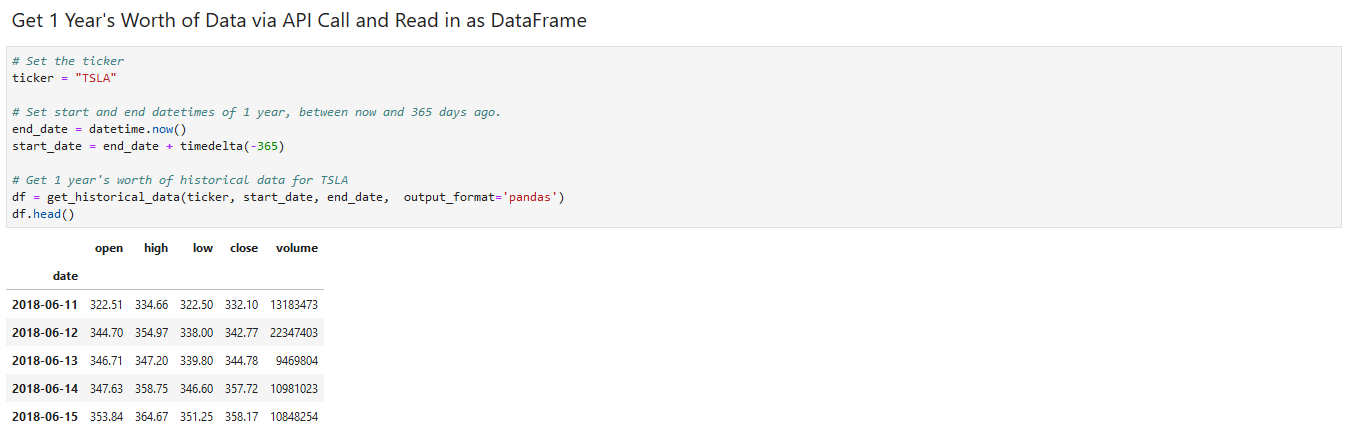 Get 1 Year's Worth of Data via API Call and Read in as DataFrame
# Set the ticker
ticker = "TSLA"
# Set start and end datetimes of 1 year, between now and 365 days ago.
end_date = datetime.now()
start_date = end_date + timedelta(-365)
# Get 1 year's worth of historical data for TSLA
df = get_historical_data(ticker, start_date, end_date,  output_format='pandas')
df.head()
open high low close volume
date
2018-06-11 322.51 334.66 322.50 332.10 13183473
2018-06-12 344.70 354.97 338.00 342.77 22347403
2018-06-13 346.71 347.20 339.80 344.78 9469804
2018-06-14 347.63 358.75 346.60 357.72 10981023
2018-06-15 353.84 364.67 351.25 358.17 10848254